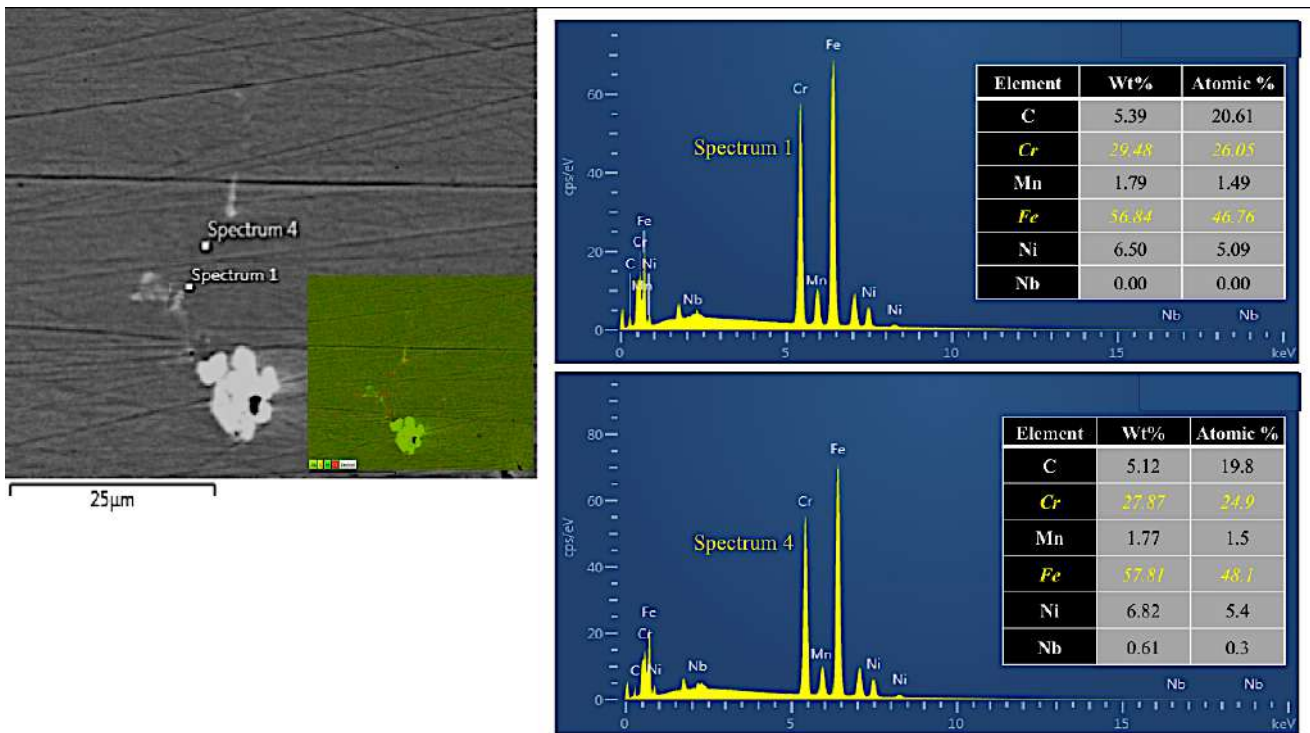 Spectrum 4
Spectrum 1
25μm
cps/eV
60
40
20
0
Fe
Cr
Spectrum 1
Fe
Cr
C
Ni
Mn
Nb
Mn
Ni
Ni
Nb
Nb
0
5
10
15
keV
Element Wt% Atomic %
C 5.39 20.61
Cr 29.48 26.05
Mn 1.79 1.49
Fe 56.84 46.76
Ni 6.50 5.09
Nb 0.00 0.00
cps/eV
80
60
40
20
0
Fe
Cr
Spectrum 4
Fe
Cr
C
Ni
Nb
Mn
Ni
Ni
Nb
Nb
0
5
10
15
Element Wt% Atomic %
C 5.12 19.8
Cr 27.87 24.9
Mn 1.77 1.5
Fe 57.81 48.1
Ni 6.82 5.4
Nb 0.61 0.3
keV